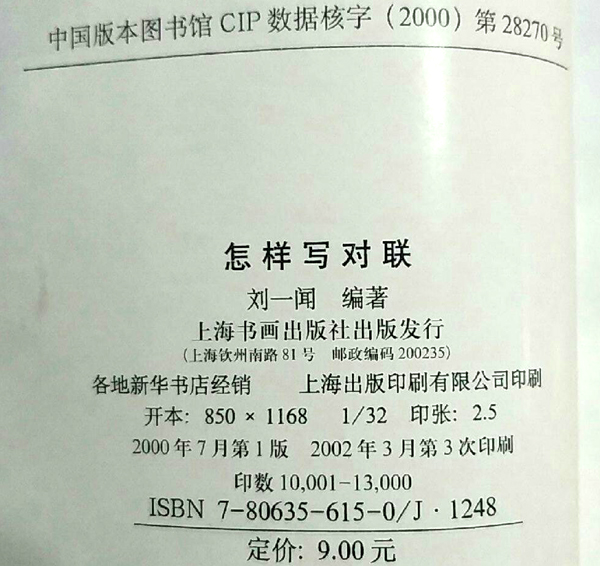 中国版本图书馆 CIP 数据核字（2000）第 28270 号
怎样写对联
刘一闻 编著
上海书画出版社出版发行
（上海钦州南路 81 号 邮政编码 200235）
各地新华书店经销 上海出版印刷有限公司印刷
开本：850 × 1168 1/32 印张：2.5
2000 年 7 月第 1 版 2002 年 3 月第 3 次印刷
印数 10,001-13,000
ISBN 7-80635-615-0/J · 1248
定价：9.00 元